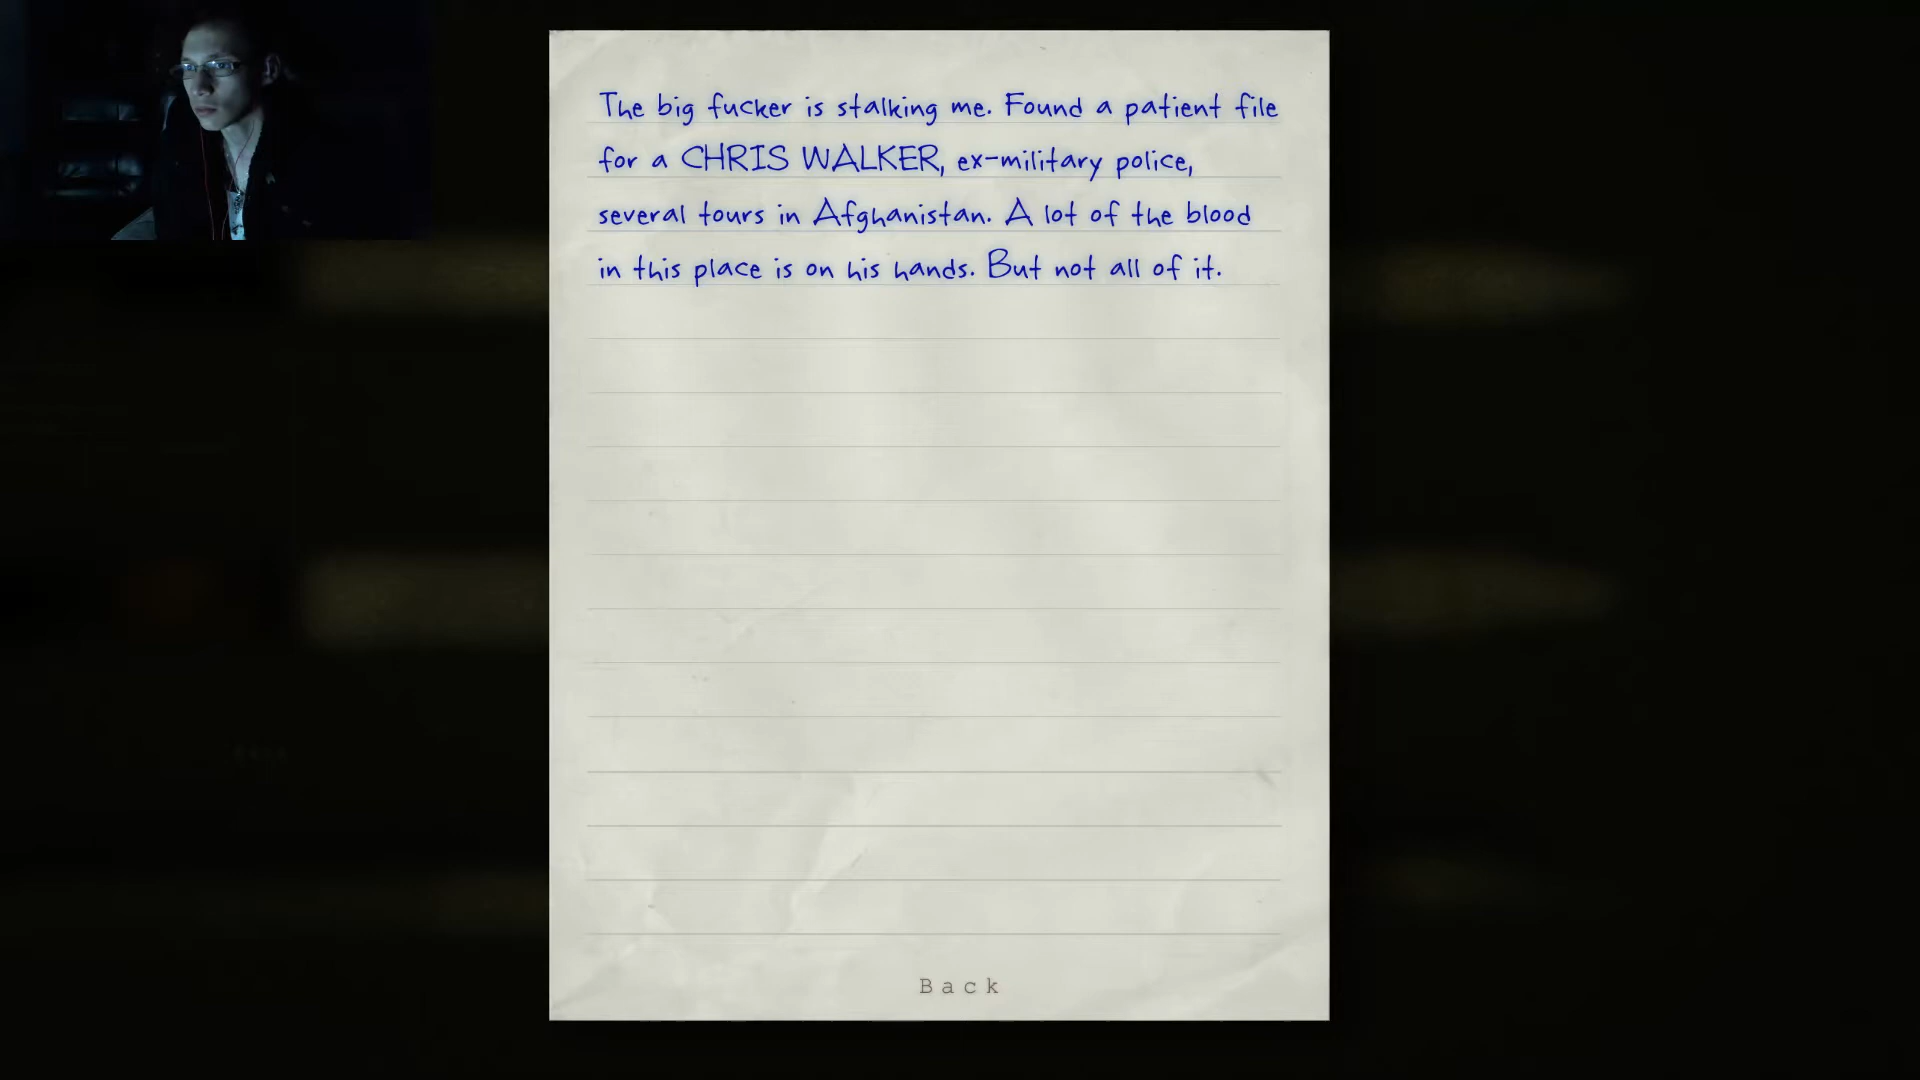 The big fucker is stalking me. Found a patient file
for a CHRIS WALKER, ex-military police,
several tours in Afghanistan. A lot of the blood
in this place is on his hands. But not all of it.
Back